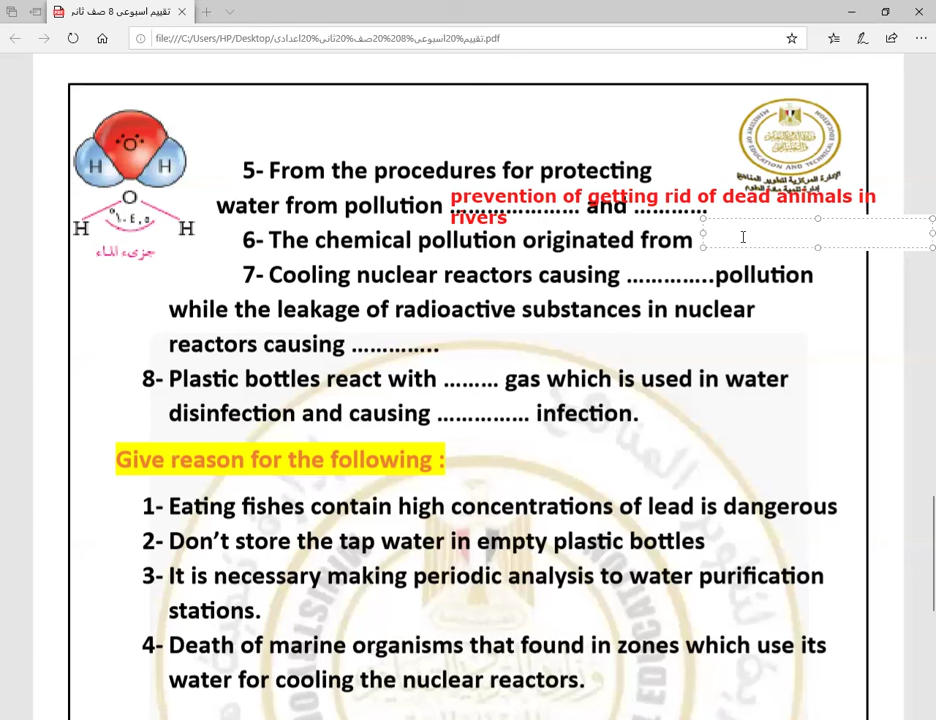 تقييم اسبوعى 8 صف ثانى
file:///C:/Users/HP/Desktop/تقييم%20اسبوعى%208%20صف%20ثانى%20اعدادى.pdf
O
H H
O
H H
١٠٤,٥°
جزىء الماء
الإدارة المركزية لتطوير المناهج
5- From the procedures for protecting
prevention of getting rid of dead animals in
water from pollution ………………… and …………
rivers
6- The chemical pollution originated from
7- Cooling nuclear reactors causing …………..pollution
while the leakage of radioactive substances in nuclear
reactors causing …………..
8- Plastic bottles react with ……… gas which is used in water
disinfection and causing …………… infection.
Give reason for the following :
1- Eating fishes contain high concentrations of lead is dangerous
2- Don’t store the tap water in empty plastic bottles
3- It is necessary making periodic analysis to water purification
stations.
4- Death of marine organisms that found in zones which use its
water for cooling the nuclear reactors.